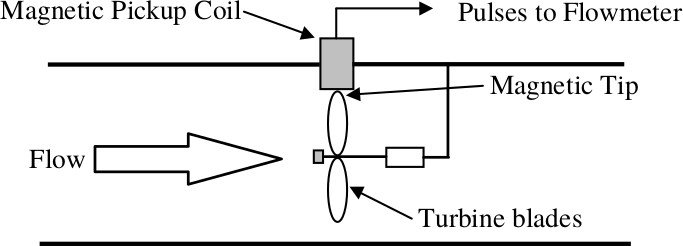 Magnetic Pickup Coil
Pulses to Flowmeter
Magnetic Tip
Flow
Turbine blades